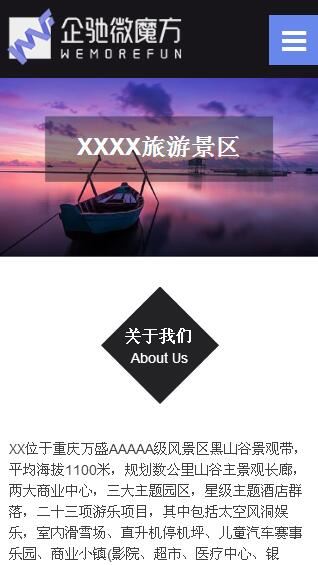 企驰微魔方
WEMOREFUN
XXXX旅游景区
关于我们
About Us
XX位于重庆万盛AAAAA级风景区黑山谷景观带，
平均海拔1100米，规划数公里山谷主景观长廊，
两大商业中心，三大主题园区，星级主题酒店群
落，二十三项游乐项目，其中包括太空风洞娱
乐，室内滑雪场、直升机停机坪、儿童汽车赛事
乐园、商业小镇(影院、超市、医疗中心、银